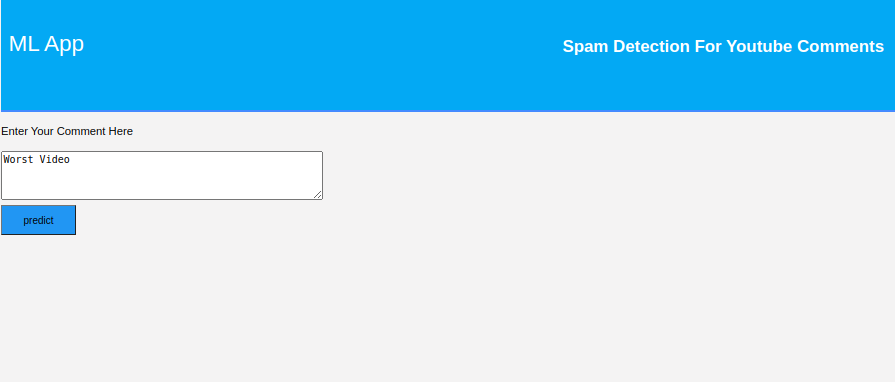 ML App
Spam Detection For Youtube Comments
Enter Your Comment Here
Worst Video
predict